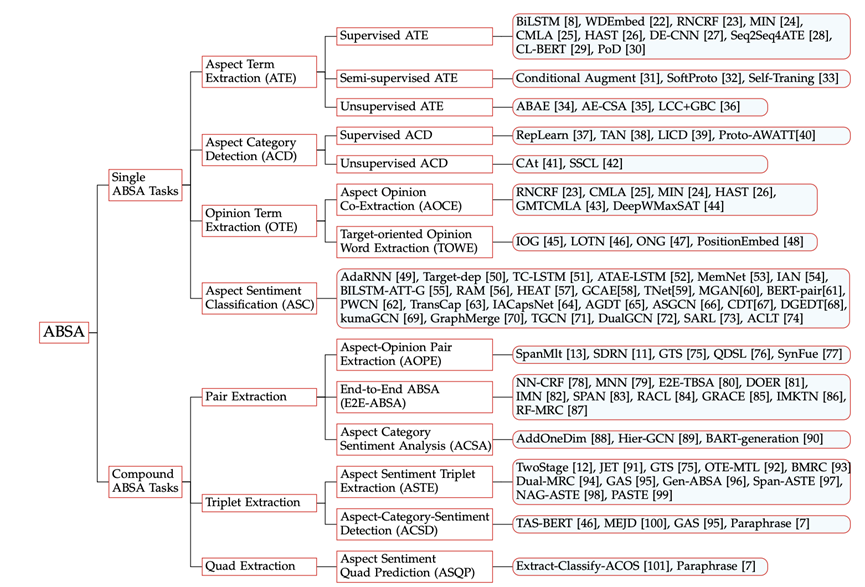 BiLSTM [8], WDEmbed [22], RNCRF [23], MIN [24],
Supervised ATE
CMLA [25], HAST [26], DE-CNN [27], Seq2Seq4ATE [28],
CL-BERT [29], PoD [30]
Aspect Term
Extraction (ATE)
Semi-supervised ATE
Conditional Augment [31], SoftProto [32], Self-Traning [33]
Unsupervised ATE
ABAE [34], AE-CSA [35], LCC+GBC [36]
Aspect Category
Detection (ACD)
Supervised ACD
RepLearn [37], TAN [38], LICD [39], Proto-AWATT[40]
Unsupervised ACD
CAt [41], SSCL [42]
Single
ABSA Tasks
Opinion Term
Extraction (OTE)
Aspect Opinion
Co-Extraction (AOCE)
RNCRF [23], CMLA [25], MIN [24], HAST [26],
GMTCMLA [43], DeepWMaxSAT [44]
Target-oriented Opinion
Word Extraction (TOWE)
IOG [45], LOTN [46], ONG [47], PositionEmbed [48]
Aspect Sentiment
Classification (ASC)
AdaRNN [49], Target-dep [50], TC-LSTM [51], ATAE-LSTM [52], MemNet [53], IAN [54],
BILSTM-ATT-G [55], RAM [56], HEAT [57], GCAE[58], TNet[59], MGAN[60], BERT-pair[61],
PWCN [62], TransCap [63], IACapsNet [64], AGDT [65], ASGCN [66], CDT[67], DGEDT[68],
kumaGCN [69], GraphMerge [70], TGCN [71], DualGCN [72], SARL [73], ACLT [74]
ABSA
Aspect-Opinion Pair
Extraction (AOPE)
SpanMlt [13], SDRN [11], GTS [75], QDSL [76], SynFue [77]
Pair Extraction
End-to-End ABSA
(E2E-ABSA)
NN-CRF [78], MNN [79], E2E-TBSA [80], DOER [81],
IMN [82], SPAN [83], RACL [84], GRACE [85], IMKTN [86],
RF-MRC [87]
Aspect Category
Sentiment Analysis (ACSA)
AddOneDim [88], Hier-GCN [89], BART-generation [90]
Compound
ABSA Tasks
Triplet Extraction
Aspect Sentiment Triplet
Extraction (ASTE)
TwoStage [12], JET [91], GTS [75], OTE-MTL [92], BMRC [93]
Dual-MRC [94], GAS [95], Gen-ABSA [96], Span-ASTE [97],
NAG-ASTE [98], PASTE [99]
Aspect-Category-Sentiment
Detection (ACSD)
TAS-BERT [46], MEJD [100], GAS [95], Paraphrase [7]
Quad Extraction
Aspect Sentiment
Quad Prediction (ASQP)
Extract-Classify-ACOS [101], Paraphrase [7]